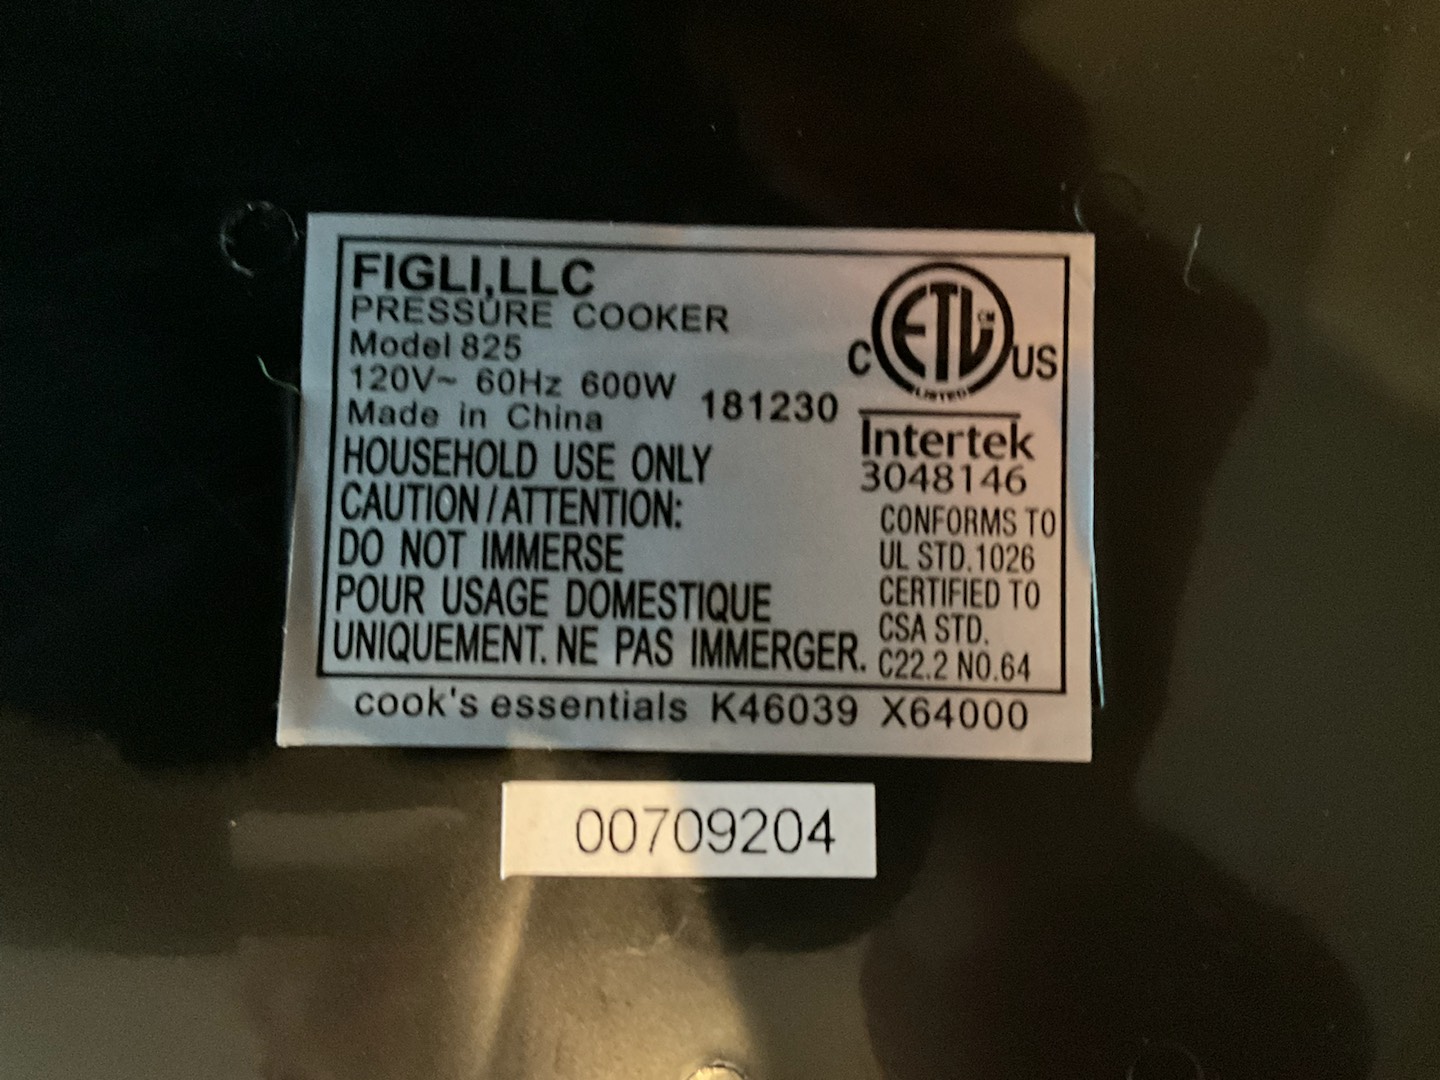 FIGLI,LLC
PRESSURE COOKER
Model 825
120V~ 60Hz 600W
Made in China
181230
HOUSEHOLD USE ONLY
CAUTION/ATTENTION:
DO NOT IMMERSE
POUR USAGE DOMESTIQUE
UNIQUEMENT. NE PAS IMMERGER.
C ETL CM US
LISTED
Intertek
3048146
CONFORMS TO
UL STD.1026
CERTIFIED TO
CSA STD.
C22.2 NO.64
cook's essentials K46039 X64000
00709204